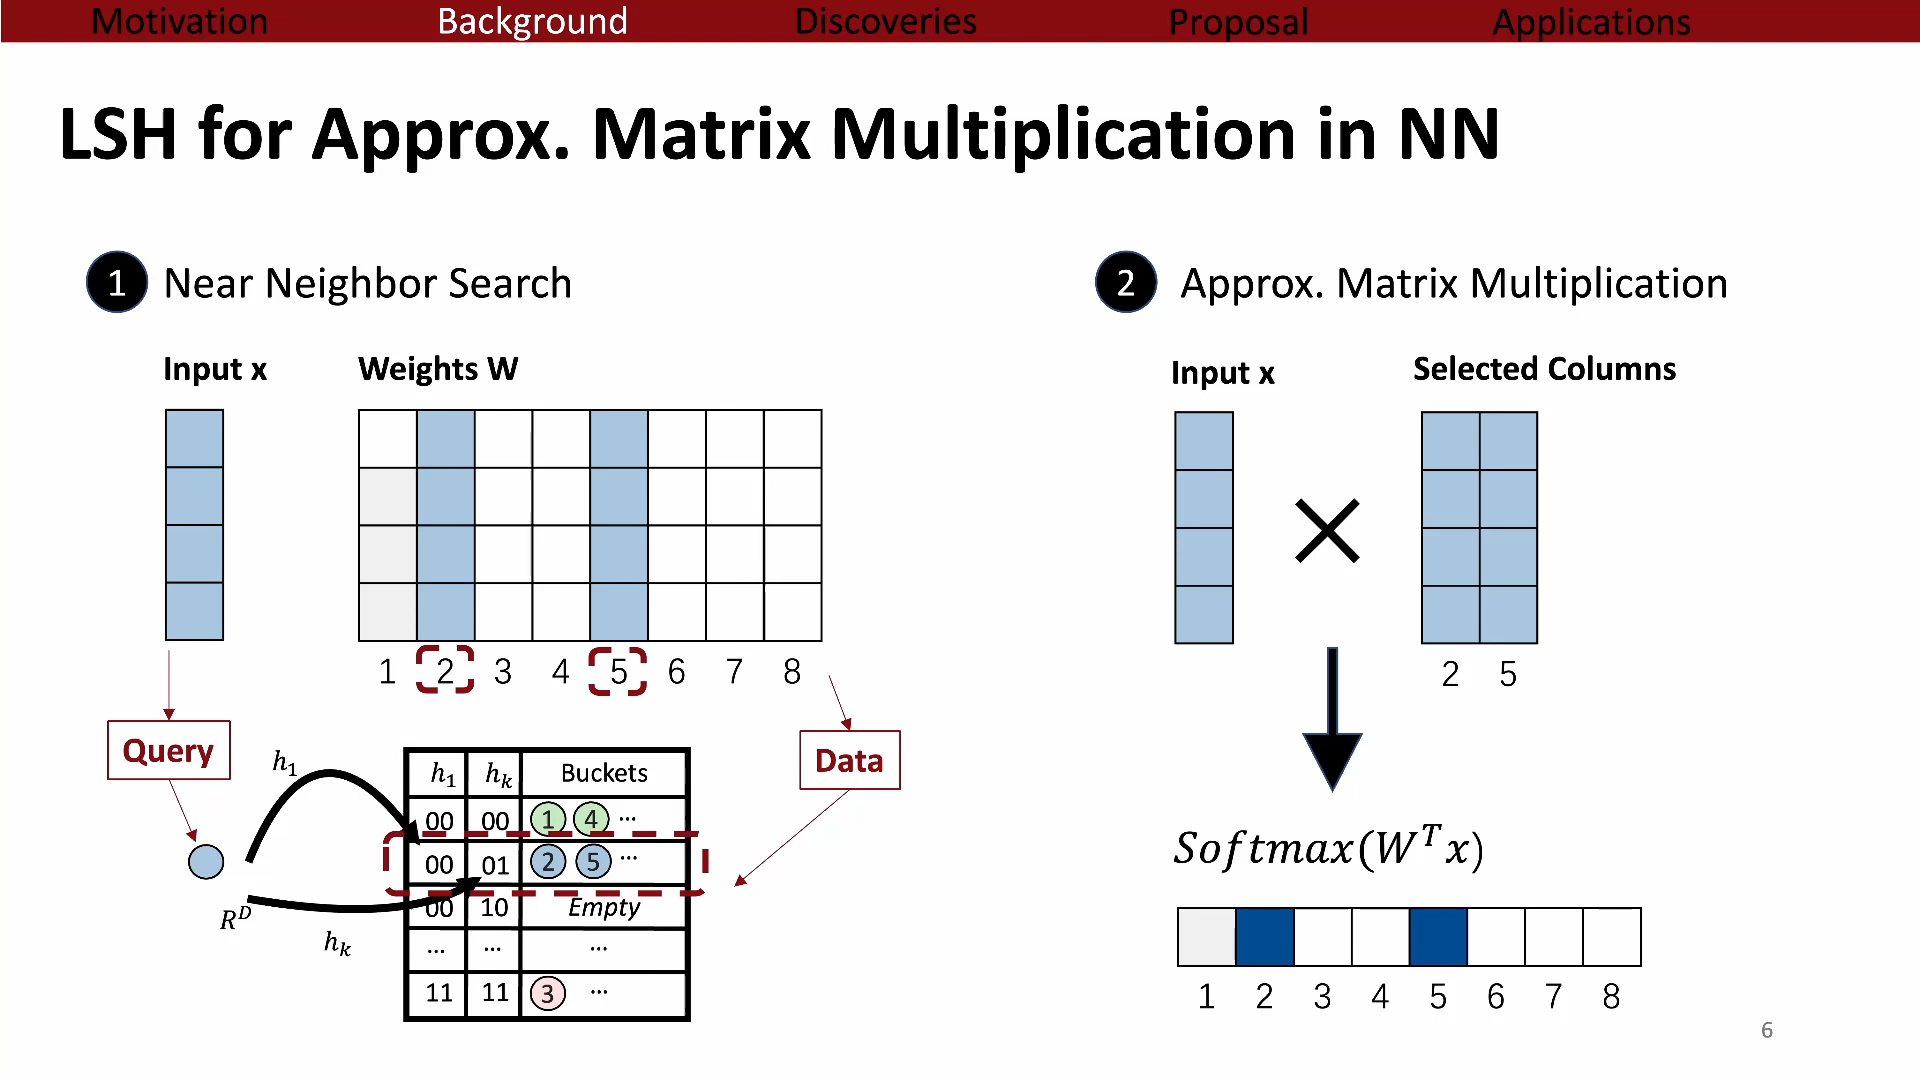 Motivation Background Discoveries Proposal Applications
LSH for Approx. Matrix Multiplication in NN
1 Near Neighbor Search
Input x Weights W
1 2 3 4 5 6 7 8
Query
Data
h₁
R^D
hₖ
h₁ hₖ Buckets
00 00 1 4 ...
00 01 2 5 ...
00 10 Empty
... ... ...
11 11 3 ...
2 Approx. Matrix Multiplication
Input x Selected Columns
2 5
Softmax(W^T x)
1 2 3 4 5 6 7 8
6